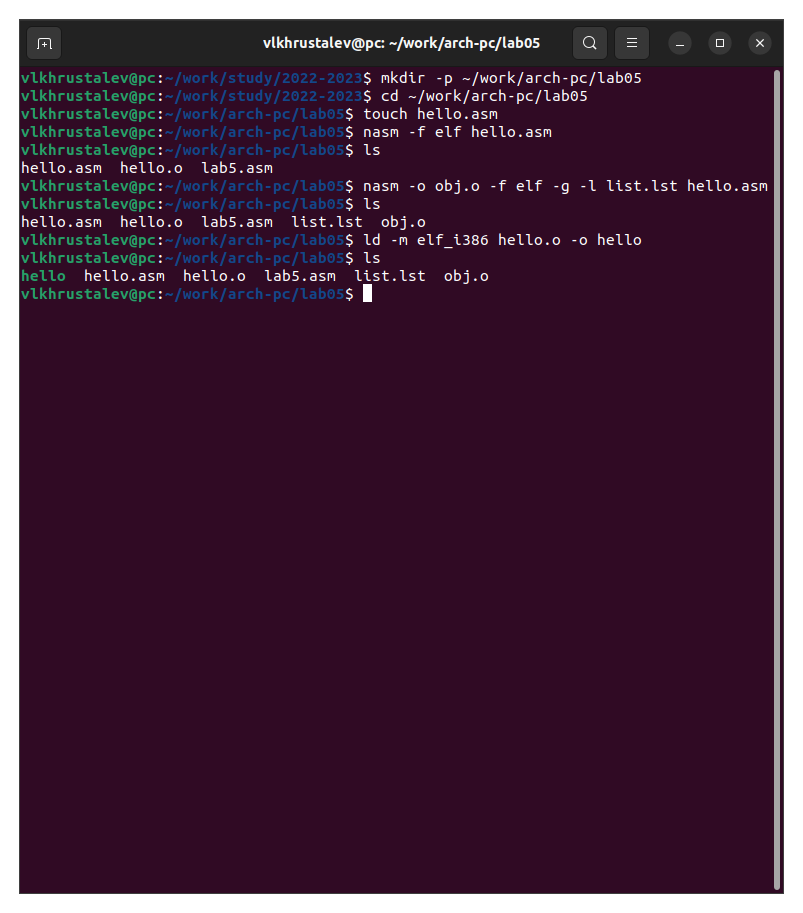 vlkhrustalev@pc: ~/work/arch-pc/lab05
vlkhrustalev@pc:~/work/study/2022-2023$ mkdir -p ~/work/arch-pc/lab05
vlkhrustalev@pc:~/work/study/2022-2023$ cd ~/work/arch-pc/lab05
vlkhrustalev@pc:~/work/arch-pc/lab05$ touch hello.asm
vlkhrustalev@pc:~/work/arch-pc/lab05$ nasm -f elf hello.asm
vlkhrustalev@pc:~/work/arch-pc/lab05$ ls
hello.asm  hello.o  lab5.asm
vlkhrustalev@pc:~/work/arch-pc/lab05$ nasm -o obj.o -f elf -g -l list.lst hello.asm
vlkhrustalev@pc:~/work/arch-pc/lab05$ ls
hello.asm  hello.o  lab5.asm  list.lst  obj.o
vlkhrustalev@pc:~/work/arch-pc/lab05$ ld -m elf_i386 hello.o -o hello
vlkhrustalev@pc:~/work/arch-pc/lab05$ ls
hello  hello.asm  hello.o  lab5.asm  list.lst  obj.o
vlkhrustalev@pc:~/work/arch-pc/lab05$